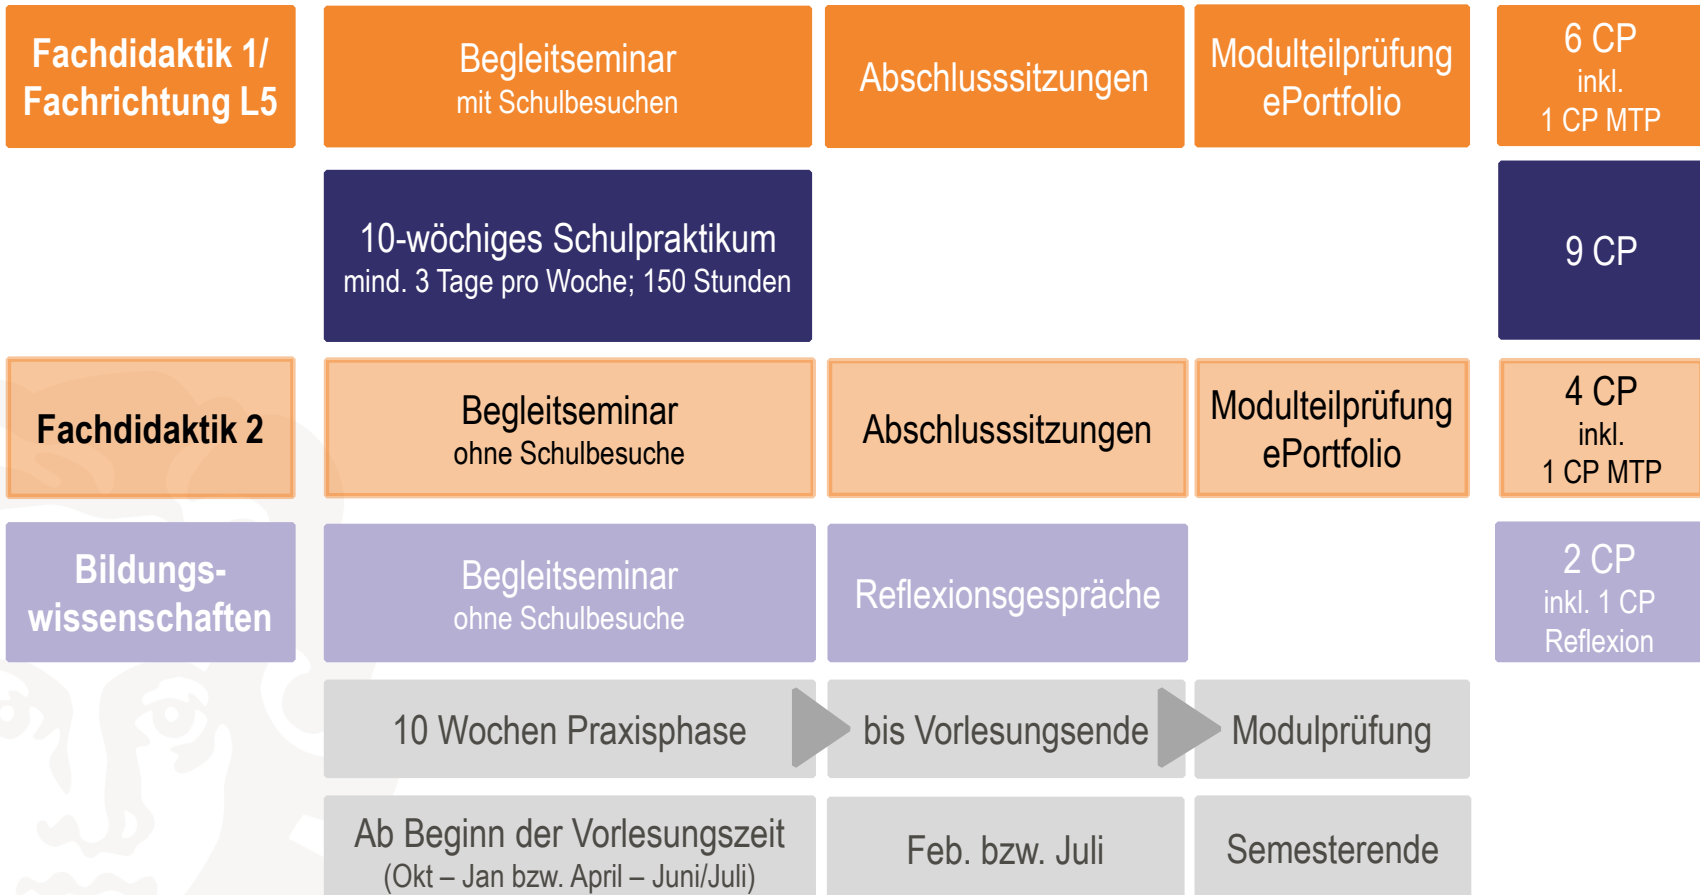 Fachdidaktik 1/
Fachrichtung L5
Begleitseminar
mit Schulbesuchen
Abschlusssitzungen
Modulteilprüfung
ePortfolio
6 CP
inkl.
1 CP MTP
10-wöchiges Schulpraktikum
mind. 3 Tage pro Woche; 150 Stunden
9 CP
Fachdidaktik 2
Begleitseminar
ohne Schulbesuche
Abschlusssitzungen
Modulteilprüfung
ePortfolio
4 CP
inkl.
1 CP MTP
Bildungs-
wissenschaften
Begleitseminar
ohne Schulbesuche
Reflexionsgespräche
2 CP
inkl. 1 CP
Reflexion
10 Wochen Praxisphase
bis Vorlesungsende
Modulprüfung
Ab Beginn der Vorlesungszeit
(Okt – Jan bzw. April – Juni/Juli)
Feb. bzw. Juli
Semesterende